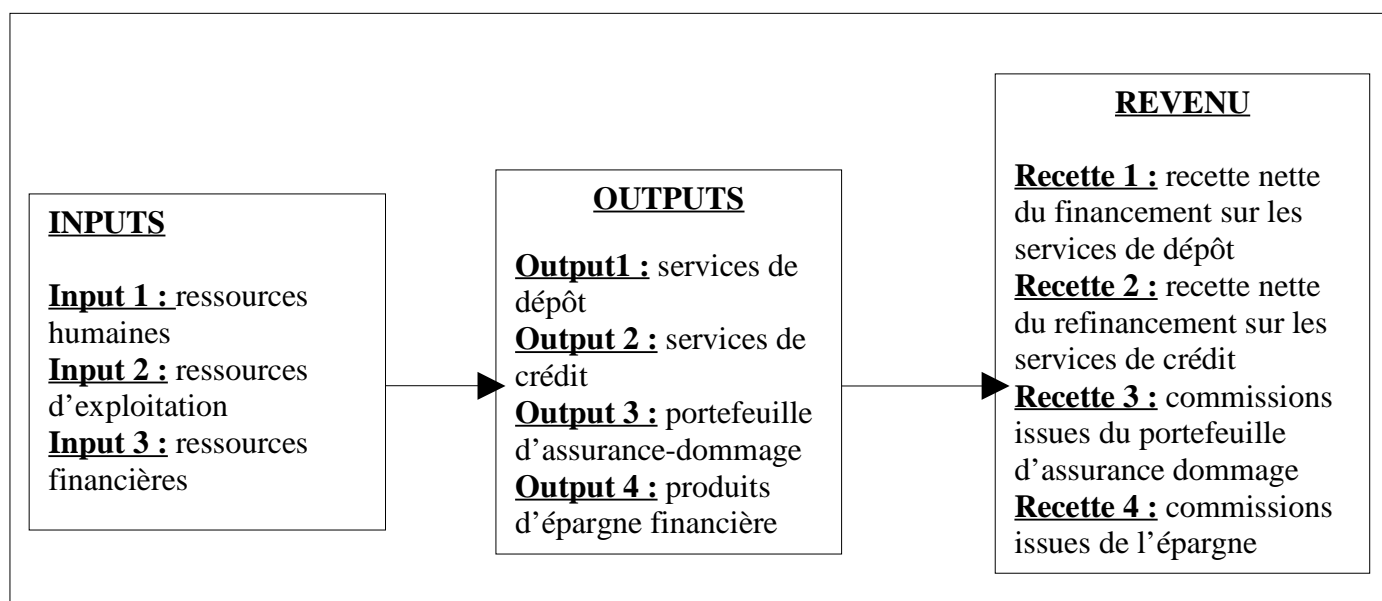 INPUTS
Input 1 : ressources
humaines
Input 2 : ressources
d’exploitation
Input 3 : ressources
financières
OUTPUTS
Output1 : services de
dépôt
Output 2 : services de
crédit
Output 3 : portefeuille
d’assurance-dommage
Output 4 : produits
d’épargne financière
REVENU
Recette 1 : recette nette
du financement sur les
services de dépôt
Recette 2 : recette nette
du refinancement sur les
services de crédit
Recette 3 : commissions
issues du portefeuille
d’assurance dommage
Recette 4 : commissions
issues de l’épargne